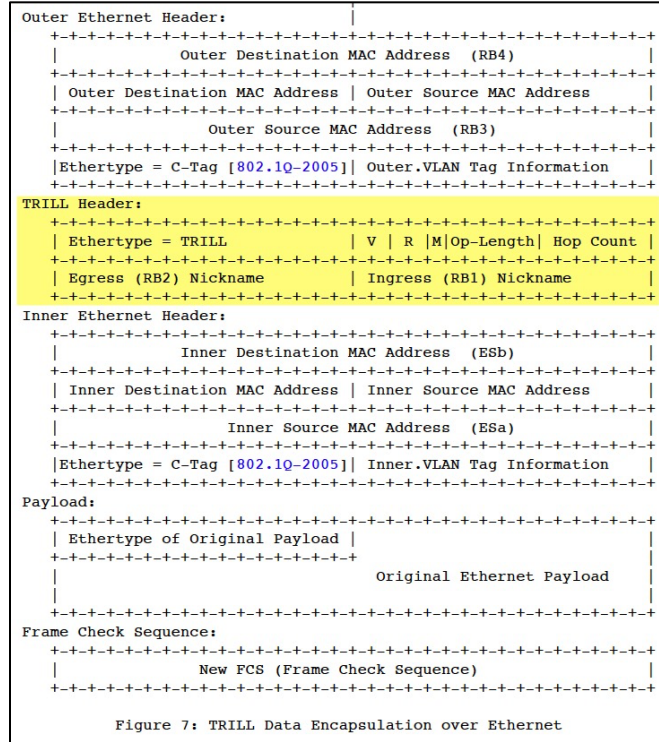 Outer Ethernet Header: |
+-+-+-+-+-+-+-+-+-+-+-+-+-+-+-+-+-+-+-+-+-+-+-+-+-+-+-+-+-+-+-+-+
| Outer Destination MAC Address (RB4) |
+-+-+-+-+-+-+-+-+-+-+-+-+-+-+-+-+-+-+-+-+-+-+-+-+-+-+-+-+-+-+-+-+
| Outer Destination MAC Address | Outer Source MAC Address |
+-+-+-+-+-+-+-+-+-+-+-+-+-+-+-+-+-+-+-+-+-+-+-+-+-+-+-+-+-+-+-+-+
| Outer Source MAC Address (RB3) |
+-+-+-+-+-+-+-+-+-+-+-+-+-+-+-+-+-+-+-+-+-+-+-+-+-+-+-+-+-+-+-+-+
|Ethertype = C-Tag [802.1Q-2005]| Outer.VLAN Tag Information |
+-+-+-+-+-+-+-+-+-+-+-+-+-+-+-+-+-+-+-+-+-+-+-+-+-+-+-+-+-+-+-+-+
TRILL Header:
+-+-+-+-+-+-+-+-+-+-+-+-+-+-+-+-+-+-+-+-+-+-+-+-+-+-+-+-+-+-+-+-+
| Ethertype = TRILL | V | R |M|Op-Length| Hop Count |
+-+-+-+-+-+-+-+-+-+-+-+-+-+-+-+-+-+-+-+-+-+-+-+-+-+-+-+-+-+-+-+-+
| Egress (RB2) Nickname | Ingress (RB1) Nickname |
+-+-+-+-+-+-+-+-+-+-+-+-+-+-+-+-+-+-+-+-+-+-+-+-+-+-+-+-+-+-+-+-+
Inner Ethernet Header:
+-+-+-+-+-+-+-+-+-+-+-+-+-+-+-+-+-+-+-+-+-+-+-+-+-+-+-+-+-+-+-+-+
| Inner Destination MAC Address (ESb) |
+-+-+-+-+-+-+-+-+-+-+-+-+-+-+-+-+-+-+-+-+-+-+-+-+-+-+-+-+-+-+-+-+
| Inner Destination MAC Address | Inner Source MAC Address |
+-+-+-+-+-+-+-+-+-+-+-+-+-+-+-+-+-+-+-+-+-+-+-+-+-+-+-+-+-+-+-+-+
| Inner Source MAC Address (ESa) |
+-+-+-+-+-+-+-+-+-+-+-+-+-+-+-+-+-+-+-+-+-+-+-+-+-+-+-+-+-+-+-+-+
|Ethertype = C-Tag [802.1Q-2005]| Inner.VLAN Tag Information |
+-+-+-+-+-+-+-+-+-+-+-+-+-+-+-+-+-+-+-+-+-+-+-+-+-+-+-+-+-+-+-+-+
Payload:
+-+-+-+-+-+-+-+-+-+-+-+-+-+-+-+-+-+-+-+-+-+-+-+-+-+-+-+-+-+-+-+-+
| Ethertype of Original Payload | |
+-+-+-+-+-+-+-+-+-+-+-+-+-+-+-+-+ |
| Original Ethernet Payload |
| |
+-+-+-+-+-+-+-+-+-+-+-+-+-+-+-+-+-+-+-+-+-+-+-+-+-+-+-+-+-+-+-+-+
Frame Check Sequence:
+-+-+-+-+-+-+-+-+-+-+-+-+-+-+-+-+-+-+-+-+-+-+-+-+-+-+-+-+-+-+-+-+
| New FCS (Frame Check Sequence) |
+-+-+-+-+-+-+-+-+-+-+-+-+-+-+-+-+-+-+-+-+-+-+-+-+-+-+-+-+-+-+-+-+
Figure 7: TRILL Data Encapsulation over Ethernet